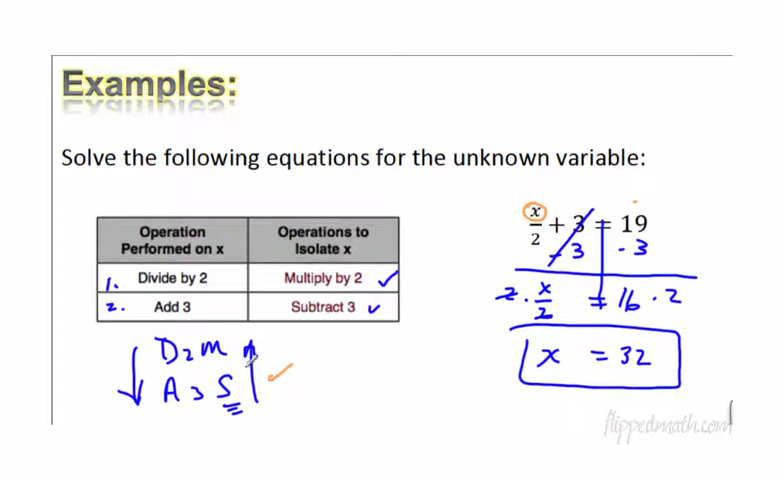 Examples:
Solve the following equations for the unknown variable:
Operation Performed on x
Operations to Isolate x
1. Divide by 2
Multiply by 2 ✓
2. Add 3
Subtract 3 ✓
D2M
A3S ✓
x/2 + 3 = 19
-3 -3
2 · x/2 = 16 · 2
x = 32
flippedmath.com